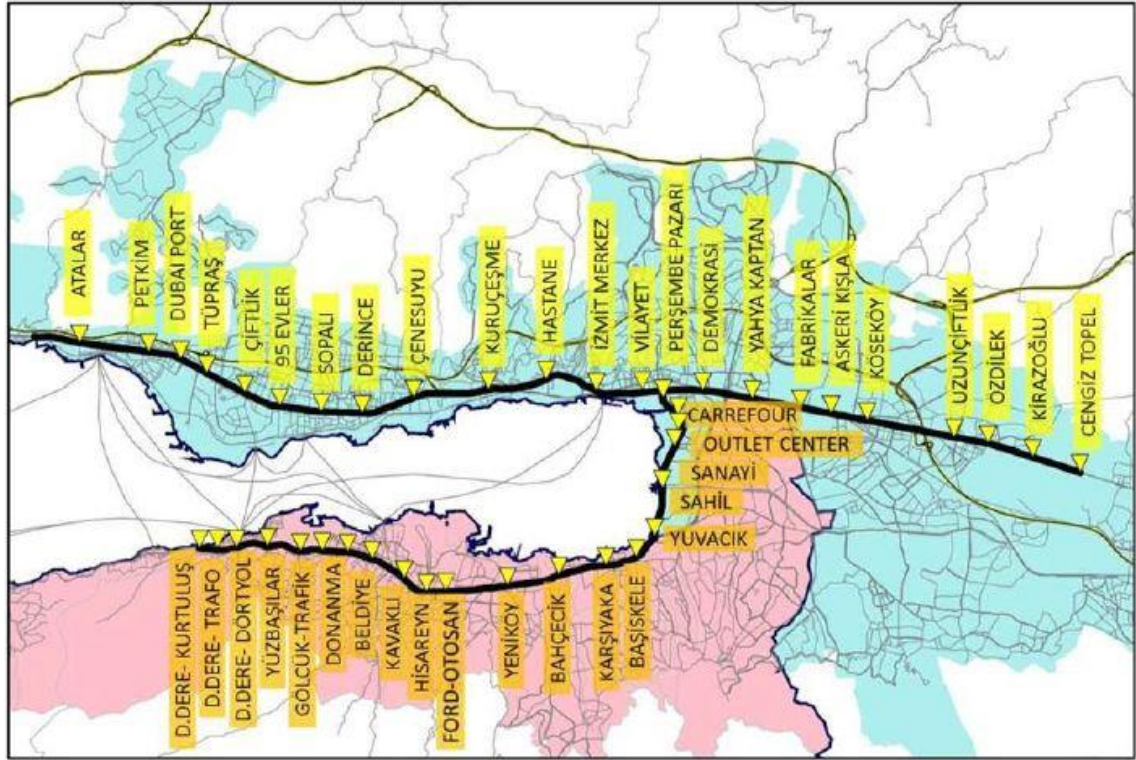 ATALAR
PETKİM
DUBAI PORT
TÜPRAŞ
ÇİFTLİK
95 EVLER
SOPALI
DERİNCE
ÇENESUYU
KURUÇEŞME
HASTANE
İZMİT MERKEZ
VİLAYET
PERŞEMBE PAZARI
DEMOKRASİ
YAHYA KAPTAN
FABRİKALAR
ASKERİ KIŞLA
KÖSEKÖY
UZUNÇİFTLİK
ÖZDİLEK
KİRAZOĞLU
CENGİZ TOPEL
CARREFOUR
OUTLET CENTER
SANAYİ
SAHİL
YUVACIK
D.DERE- KURTULUŞ
D.DERE- TRAFO
D.DERE- DÖRTYOL
YÜZBAŞILAR
GÖLCÜK-TRAFİK
DONANMA
BELDİYE
KAVAKLI
HİSAREYN
FORD-OTOSAN
YENİKÖY
BAHÇECİK
KARŞIYAKA
BAŞİSKELE